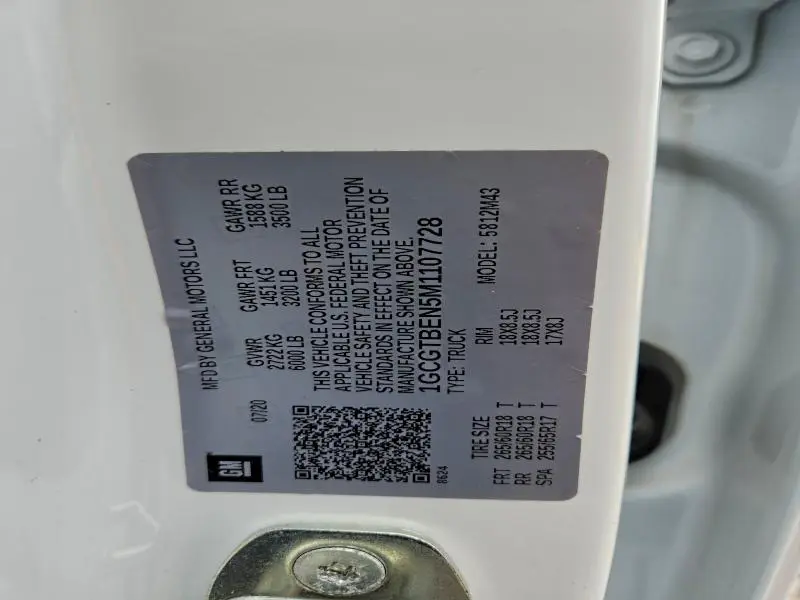 GM
MFD BY GENERAL MOTORS LLC
07/20
GVWR GAWR FRT GAWR RR
2722 KG 1451 KG 1588 KG
6000 LB 3200 LB 3500 LB
THIS VEHICLE CONFORMS TO ALL
APPLICABLE U.S. FEDERAL MOTOR
VEHICLE SAFETY AND THEFT PREVENTION
STANDARDS IN EFFECT ON THE DATE OF
MANUFACTURE SHOWN ABOVE.
1GCGTBEN5M1107728
8624
TYPE: TRUCK
TIRE SIZE RIM MODEL: 5812M43
FRT 265/60R18 T 18X8.5J
RR 265/60R18 T 18X8.5J
SPA 255/65R17 T 17X8J